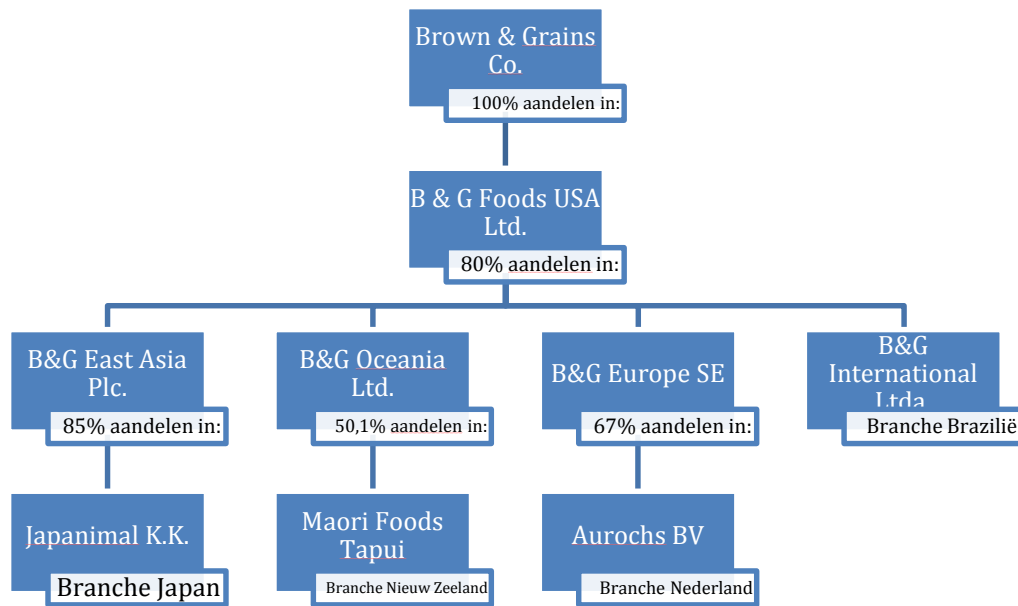 Brown & Grains
Co.
100% aandelen in:
B & G Foods USA
Ltd.
80% aandelen in:
B&G East Asia
Plc.
85% aandelen in:
B&G Oceania
Ltd.
50,1% aandelen in:
B&G Europe SE
67% aandelen in:
B&G
International
Ltda
Branche Brazilië
Japanimal K.K.
Branche Japan
Maori Foods
Tapui
Branche Nieuw Zeeland
Aurochs BV
Branche Nederland